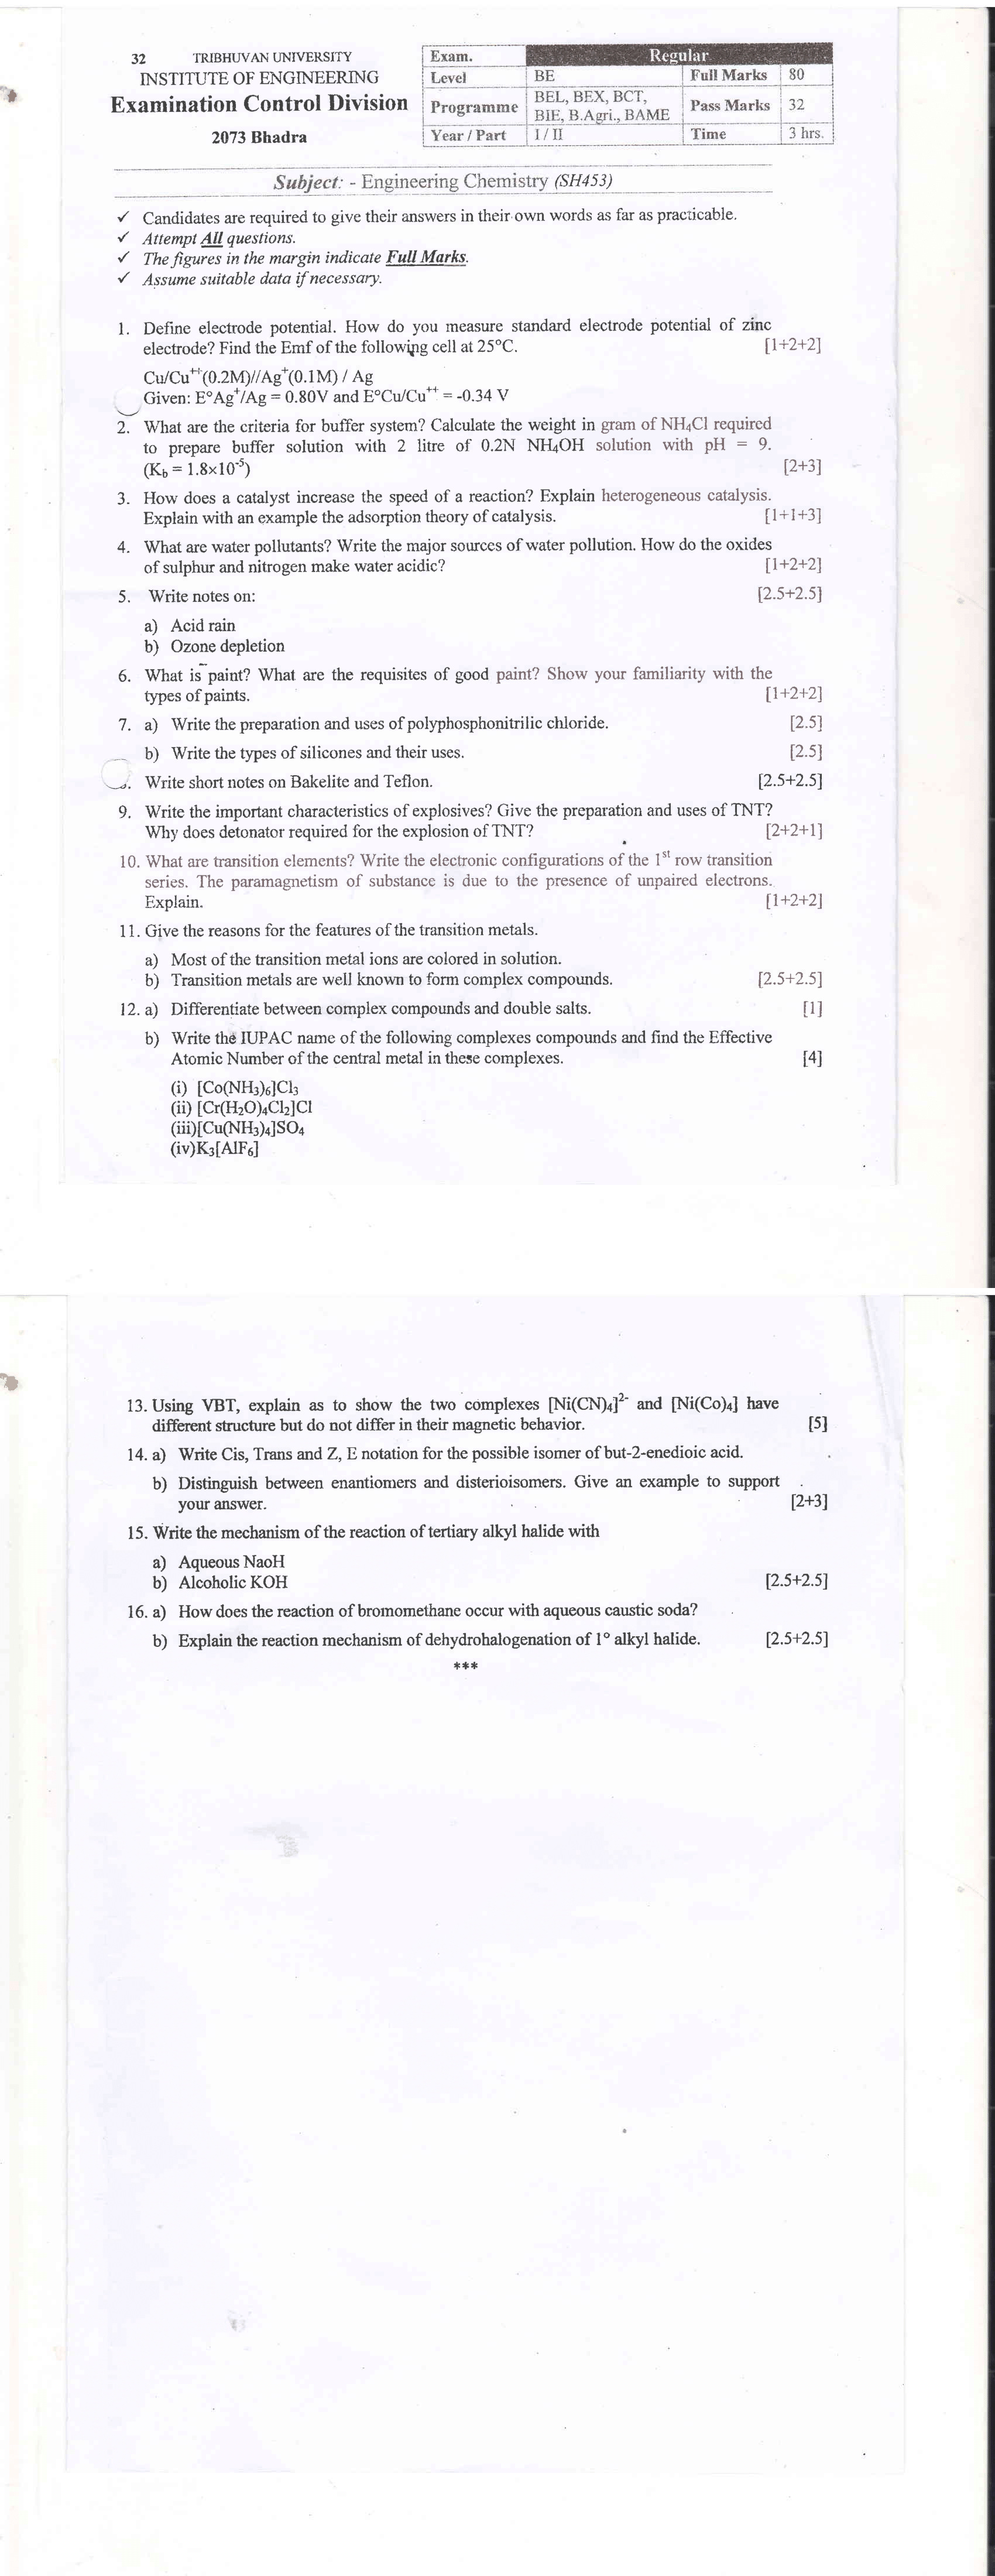 32 TRIBHUVAN UNIVERSITY
INSTITUTE OF ENGINEERING
Examination Control Division
2073 Bhadra
Exam. Regular
Level BE Full Marks 80
Programme BEL, BEX, BCT, BIE, B.Agri., BAME Pass Marks 32
Year / Part I / II Time 3 hrs.
Subject: - Engineering Chemistry (SH453)
✓ Candidates are required to give their answers in their own words as far as practicable.
✓ Attempt All questions.
✓ The figures in the margin indicate Full Marks.
✓ Assume suitable data if necessary.
1. Define electrode potential. How do you measure standard electrode potential of zinc
electrode? Find the Emf of the following cell at 25°C. [1+2+2]
Cu/Cu⁺⁺(0.2M)//Ag⁺(0.1M) / Ag
Given: E°Ag⁺/Ag = 0.80V and E°Cu/Cu⁺⁺ = -0.34 V
2. What are the criteria for buffer system? Calculate the weight in gram of NH₄Cl required
to prepare buffer solution with 2 litre of 0.2N NH₄OH solution with pH = 9.
(K_b = 1.8×10⁻⁵) [2+3]
3. How does a catalyst increase the speed of a reaction? Explain heterogeneous catalysis.
Explain with an example the adsorption theory of catalysis. [1+1+3]
4. What are water pollutants? Write the major sources of water pollution. How do the oxides
of sulphur and nitrogen make water acidic? [1+2+2]
5. Write notes on: [2.5+2.5]
a) Acid rain
b) Ozone depletion
6. What is paint? What are the requisites of good paint? Show your familiarity with the
types of paints. [1+2+2]
7. a) Write the preparation and uses of polyphosphonitrilic chloride. [2.5]
b) Write the types of silicones and their uses. [2.5]
. Write short notes on Bakelite and Teflon. [2.5+2.5]
9. Write the important characteristics of explosives? Give the preparation and uses of TNT?
Why does detonator required for the explosion of TNT? [2+2+1]
10. What are transition elements? Write the electronic configurations of the 1ˢᵗ row transition
series. The paramagnetism of substance is due to the presence of unpaired electrons.
Explain. [1+2+2]
11. Give the reasons for the features of the transition metals.
a) Most of the transition metal ions are colored in solution.
b) Transition metals are well known to form complex compounds. [2.5+2.5]
12. a) Differentiate between complex compounds and double salts. [1]
b) Write the IUPAC name of the following complexes compounds and find the Effective
Atomic Number of the central metal in these complexes. [4]
(i) [Co(NH₃)₆]Cl₃
(ii) [Cr(H₂O)₄Cl₂]Cl
(iii)[Cu(NH₃)₄]SO₄
(iv)K₃[AlF₆]
13. Using VBT, explain as to show the two complexes [Ni(CN)₄]²⁻ and [Ni(Co)₄] have
different structure but do not differ in their magnetic behavior. [5]
14. a) Write Cis, Trans and Z, E notation for the possible isomer of but-2-enedioic acid.
b) Distinguish between enantiomers and disterioisomers. Give an example to support
your answer. [2+3]
15. Write the mechanism of the reaction of tertiary alkyl halide with
a) Aqueous NaoH
b) Alcoholic KOH [2.5+2.5]
16. a) How does the reaction of bromomethane occur with aqueous caustic soda?
b) Explain the reaction mechanism of dehydrohalogenation of 1° alkyl halide. [2.5+2.5]
***